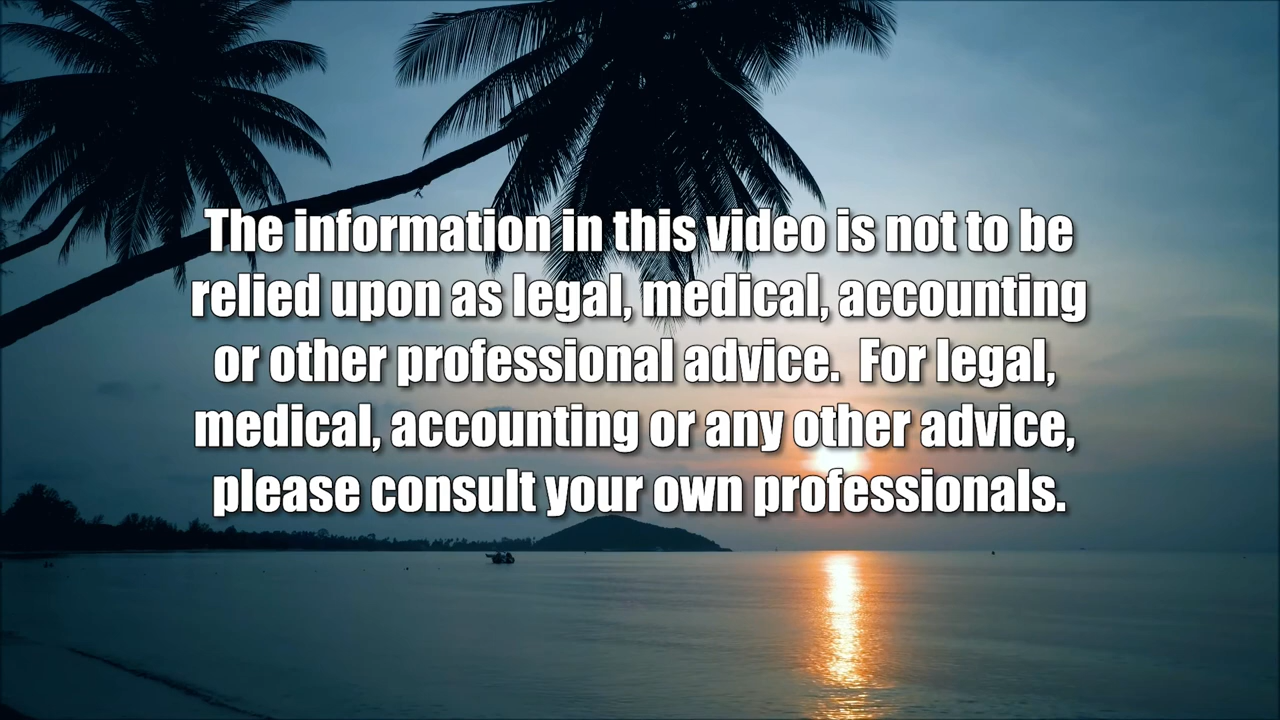 The information in this video is not to be
relied upon as legal, medical, accounting
or other professional advice.  For legal,
medical, accounting or any other advice,
please consult your own professionals.